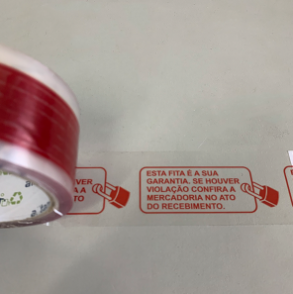 ESTA FITA É A SUA
GARANTIA. SE HOUVER
VIOLAÇÃO CONFIRA A
MERCADORIA NO ATO
DO RECEBIMENTO.